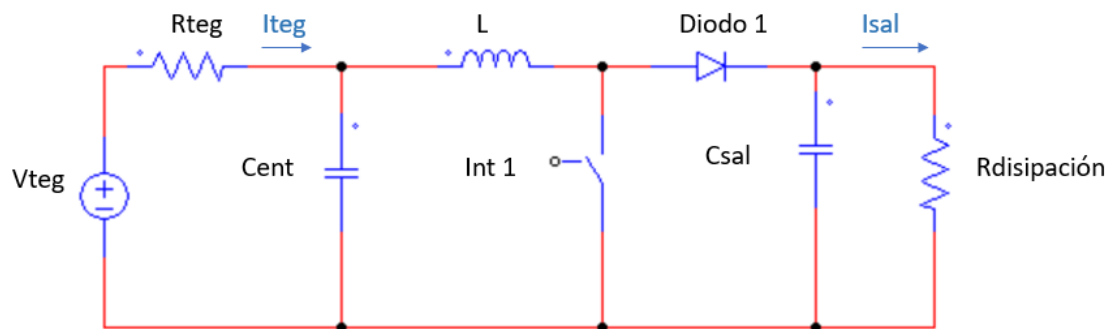 Rteg
Iteg
L
Diodo 1
Isal
Vteg
Cent
Int 1
Csal
Rdisipación